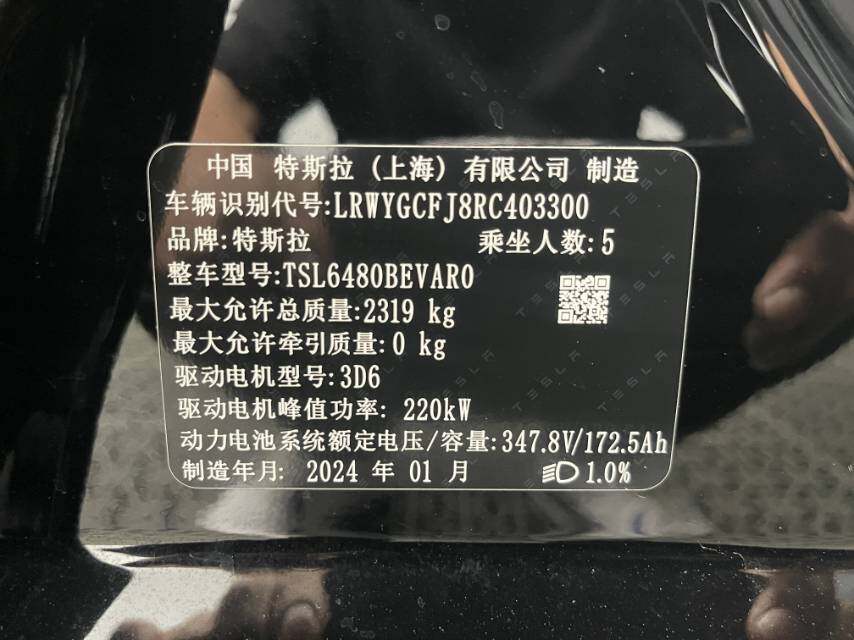 中国 特斯拉 (上海) 有限公司 制造
车辆识别代号:LRWYGCFJ8RC403300
品牌:特斯拉 乘坐人数:5
整车型号:TSL6480BEVAR0
最大允许总质量:2319 kg
最大允许牵引质量:0 kg
驱动电机型号:3D6
驱动电机峰值功率: 220kW
动力电池系统额定电压/容量:347.8V/172.5Ah
制造年月: 2024 年 01 月 1.0%
TESLA